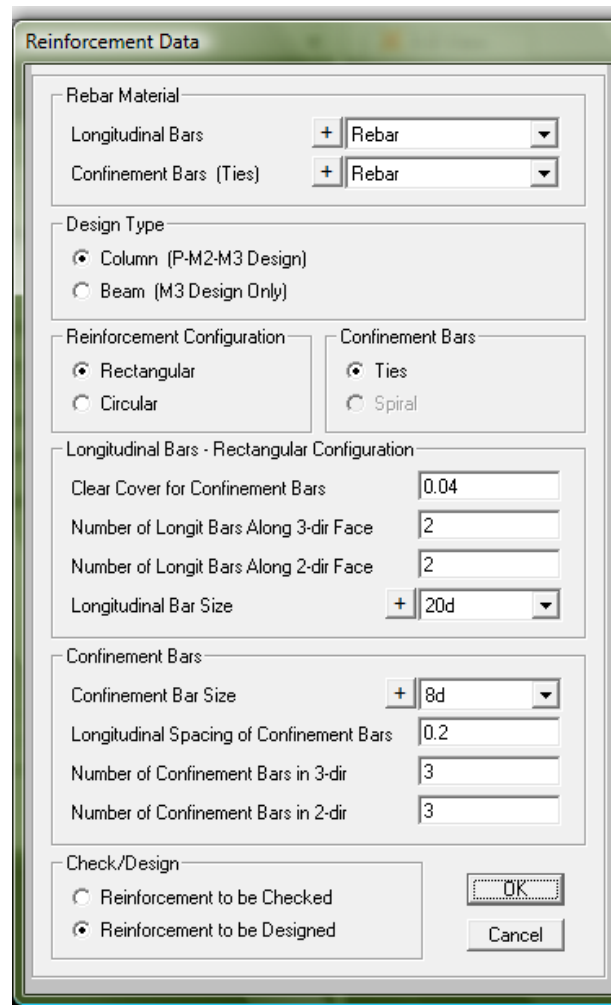 Reinforcement Data
Rebar Material
Longitudinal Bars + Rebar
Confinement Bars (Ties) + Rebar
Design Type
Column (P-M2-M3 Design)
Beam (M3 Design Only)
Reinforcement Configuration
Rectangular
Circular
Confinement Bars
Ties
Spiral
Longitudinal Bars - Rectangular Configuration
Clear Cover for Confinement Bars 0.04
Number of Longit Bars Along 3-dir Face 2
Number of Longit Bars Along 2-dir Face 2
Longitudinal Bar Size + 20d
Confinement Bars
Confinement Bar Size + 8d
Longitudinal Spacing of Confinement Bars 0.2
Number of Confinement Bars in 3-dir 3
Number of Confinement Bars in 2-dir 3
Check/Design
Reinforcement to be Checked
Reinforcement to be Designed
OK
Cancel